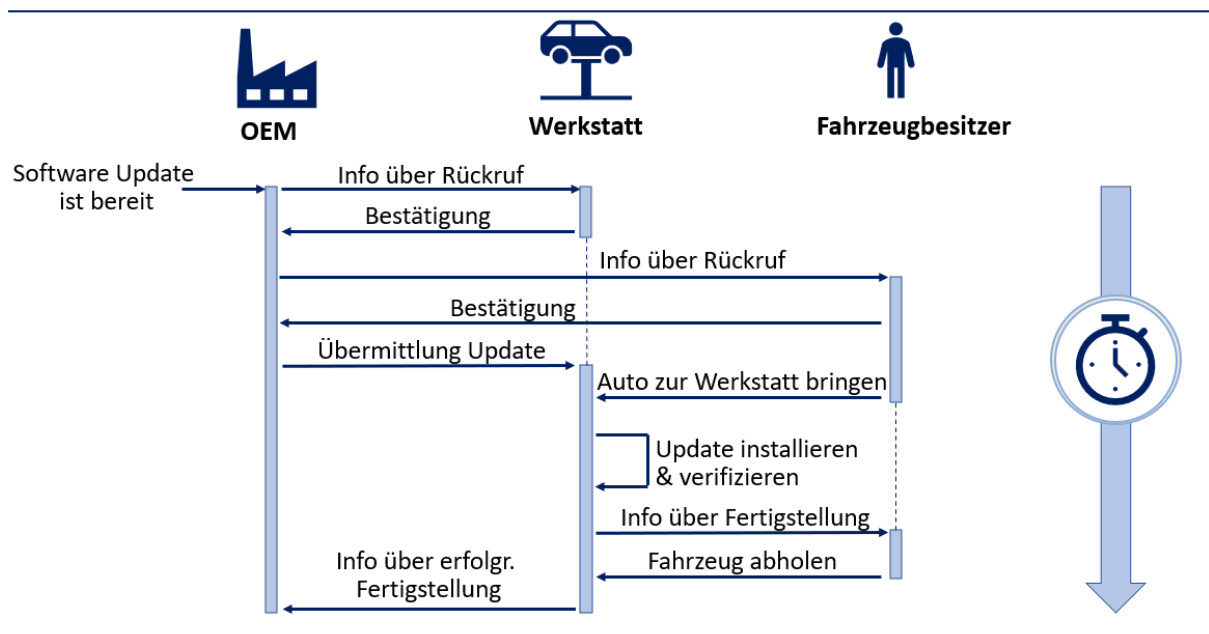 OEM
Werkstatt
Fahrzeugbesitzer
Software Update
ist bereit
Info über Rückruf
Bestätigung
Info über Rückruf
Bestätigung
Übermittlung Update
Auto zur Werkstatt bringen
Update installieren
& verifizieren
Info über Fertigstellung
Fahrzeug abholen
Info über erfolgr.
Fertigstellung